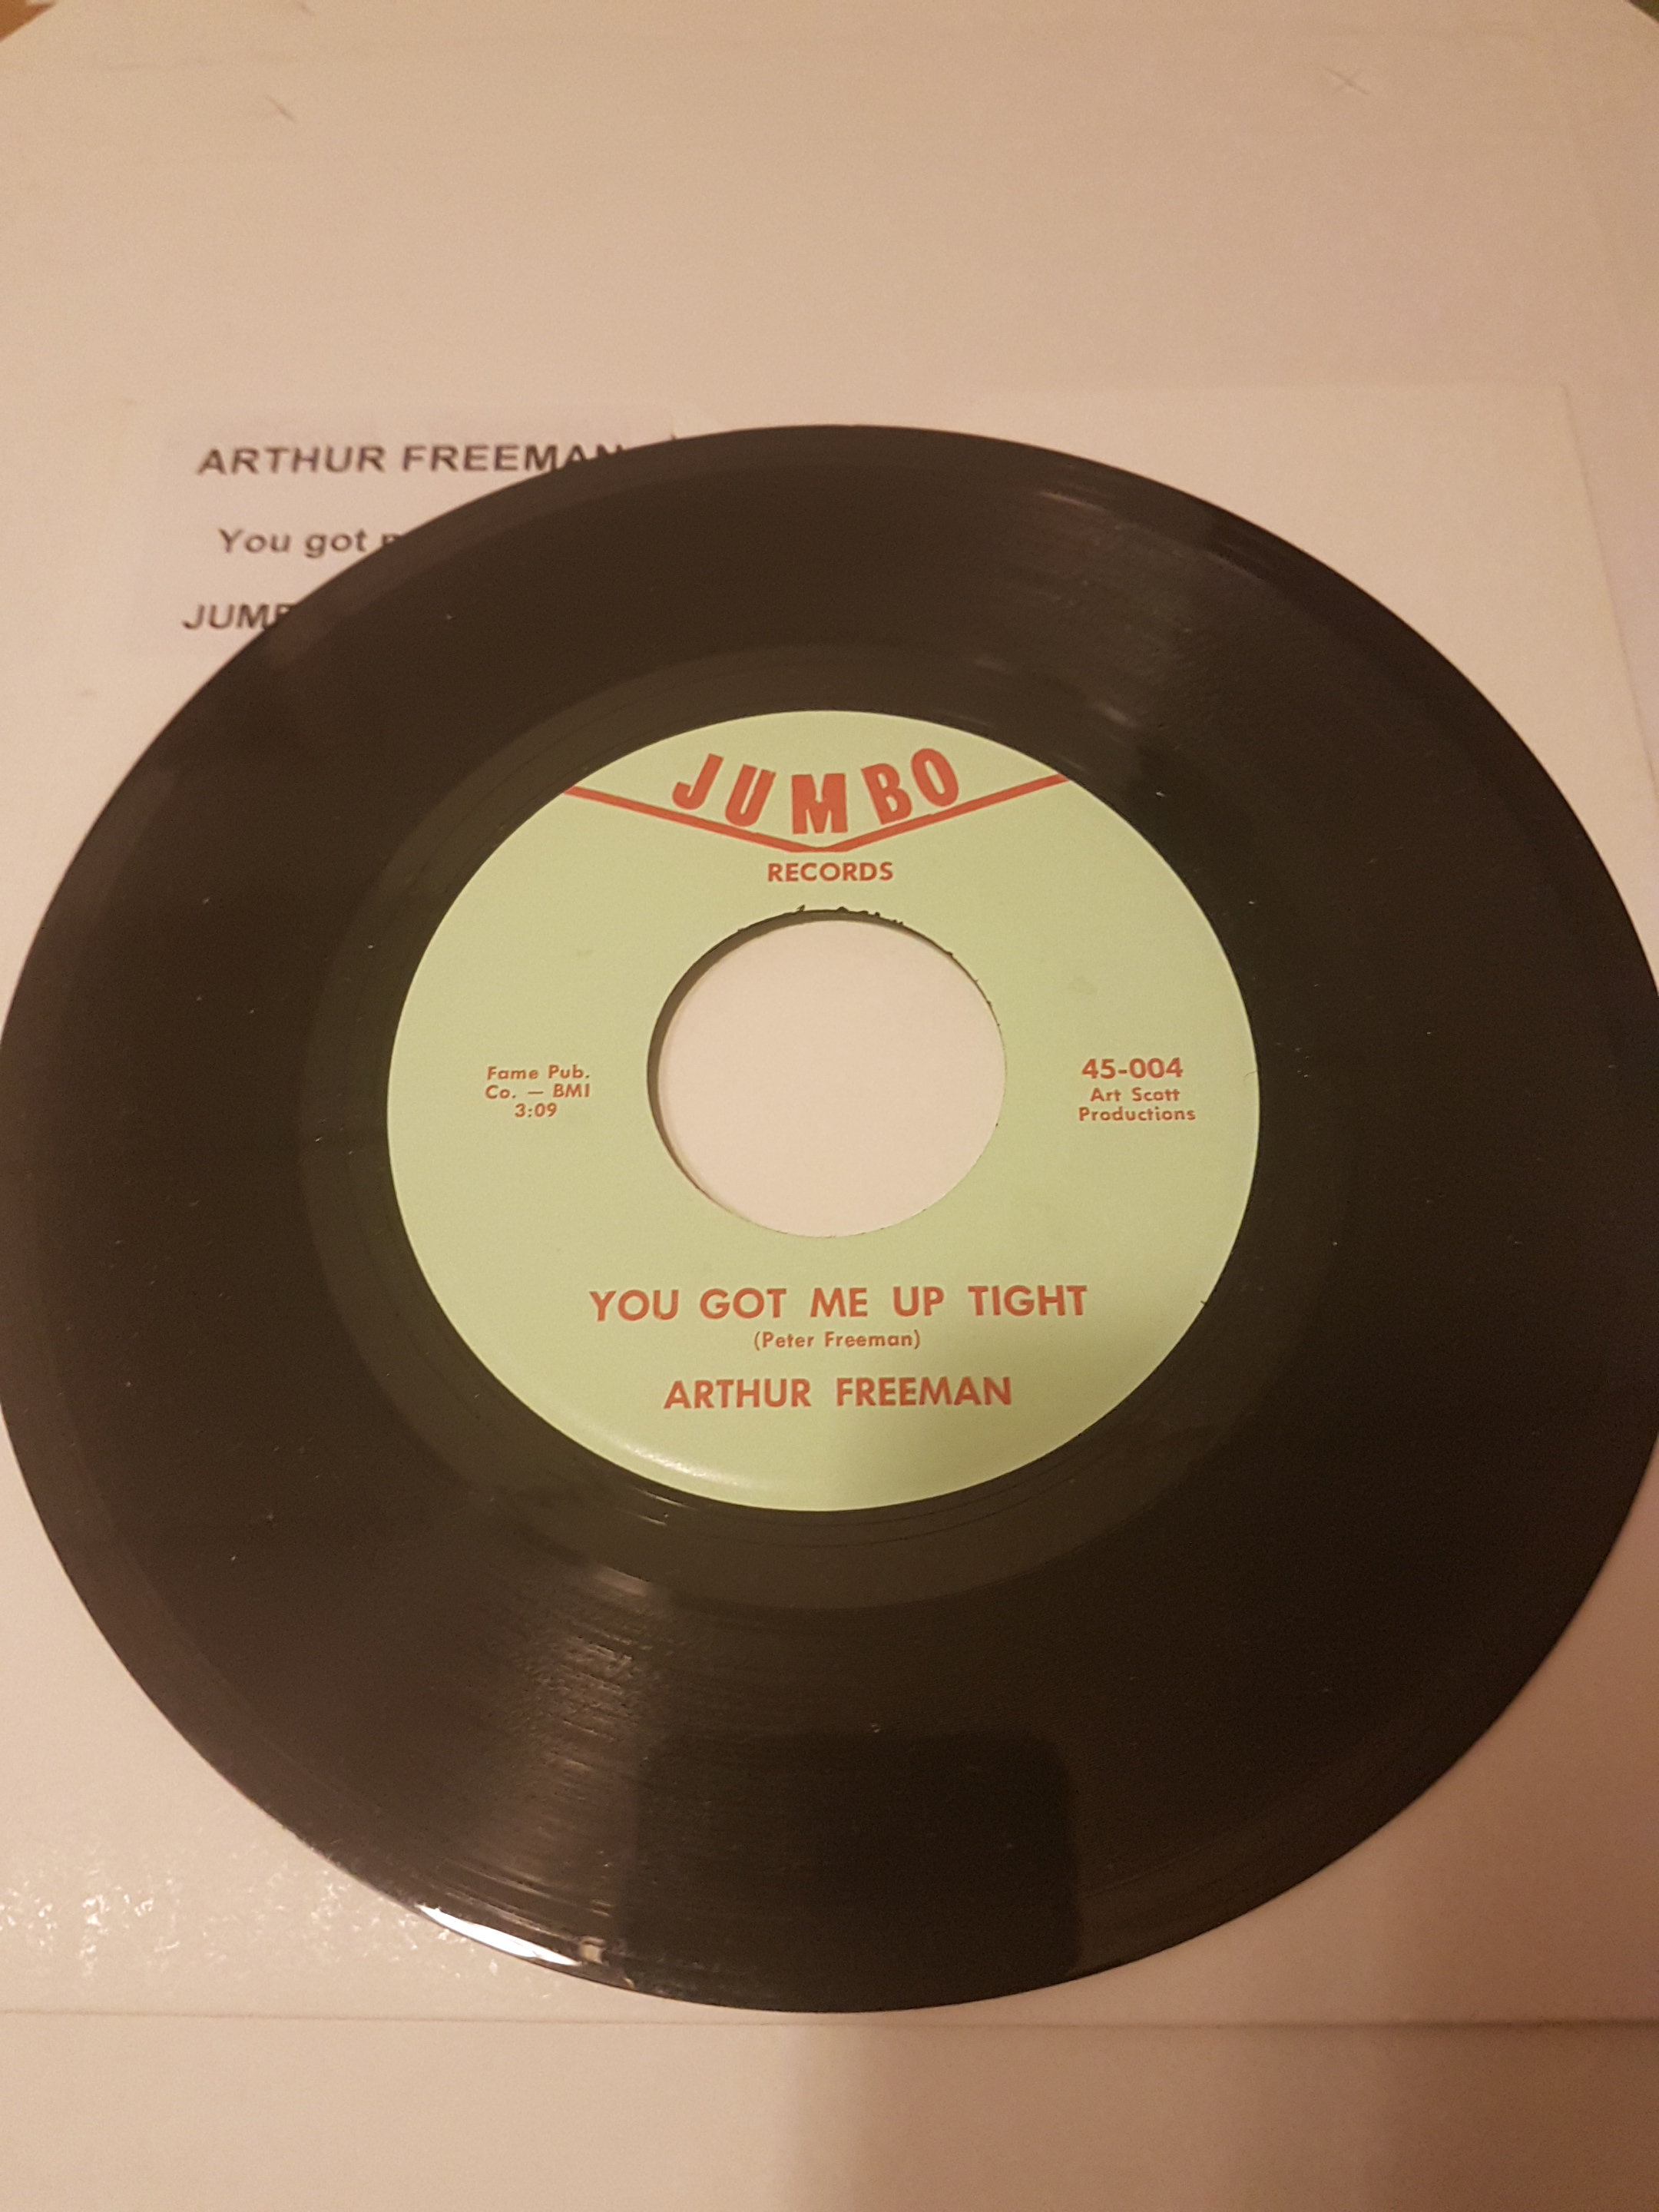 ARTHUR FREEMAN
You got
JUMB
JUMBO
RECORDS
Fame Pub.
Co. — BMI
3:09
45-004
Art Scott
Productions
YOU GOT ME UP TIGHT
(Peter Freeman)
ARTHUR FREEMAN